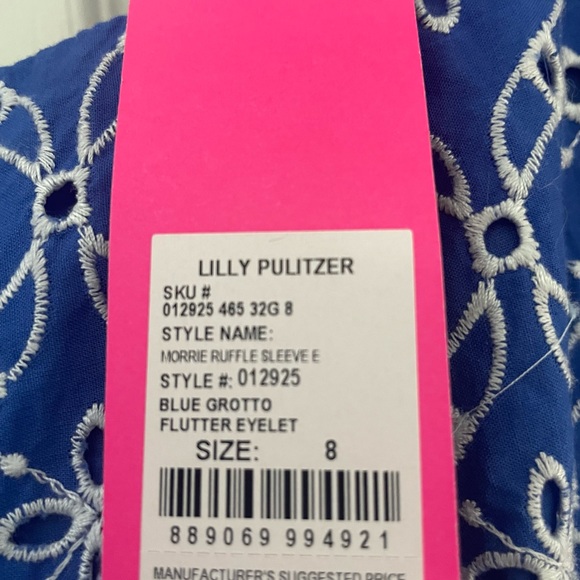 LILLY PULITZER
SKU #
012925 465 32G 8
STYLE NAME:
MORRIE RUFFLE SLEEVE E
STYLE #: 012925
BLUE GROTTO
FLUTTER EYELET
SIZE: 8
889069 994921
MANUFACTURER'S SUGGESTED PRICE